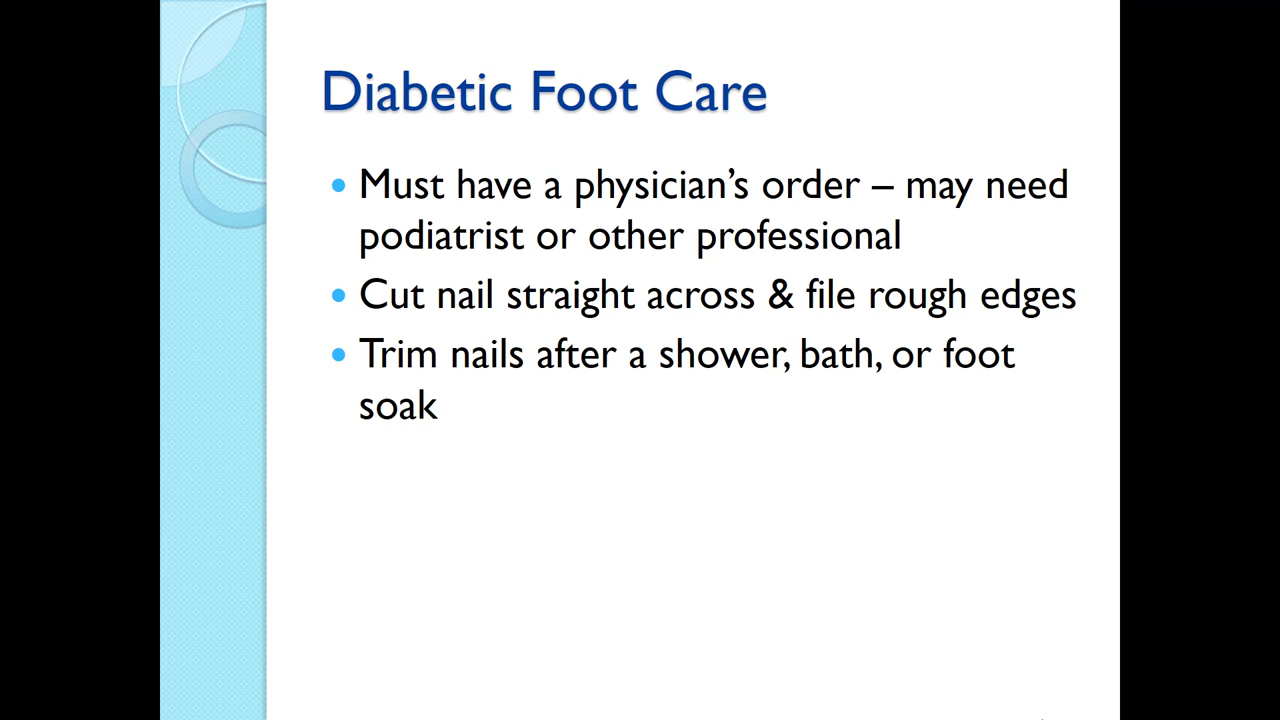 Diabetic Foot Care
• Must have a physician’s order – may need
podiatrist or other professional
• Cut nail straight across & file rough edges
• Trim nails after a shower, bath, or foot
soak